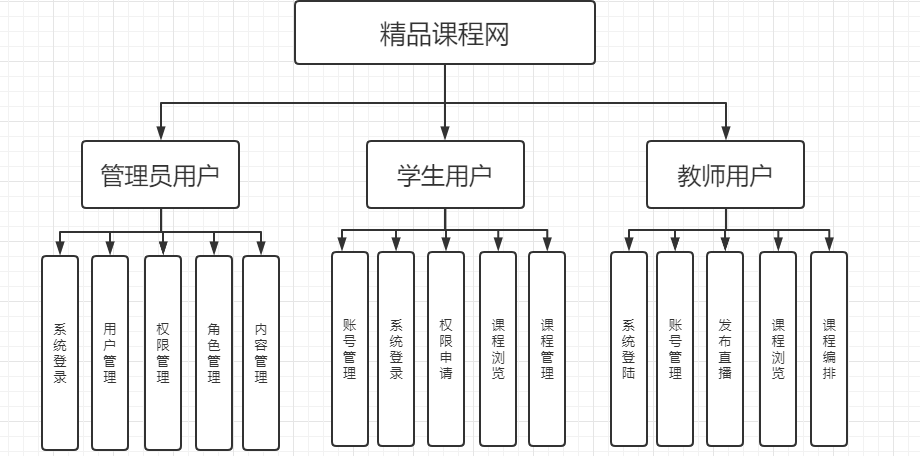 精品课程网
管理员用户
学生用户
教师用户
系统登录
用户管理
权限管理
角色管理
内容管理
账号管理
系统登录
权限申请
课程浏览
课程管理
系统登陆
账号管理
发布直播
课程浏览
课程编排